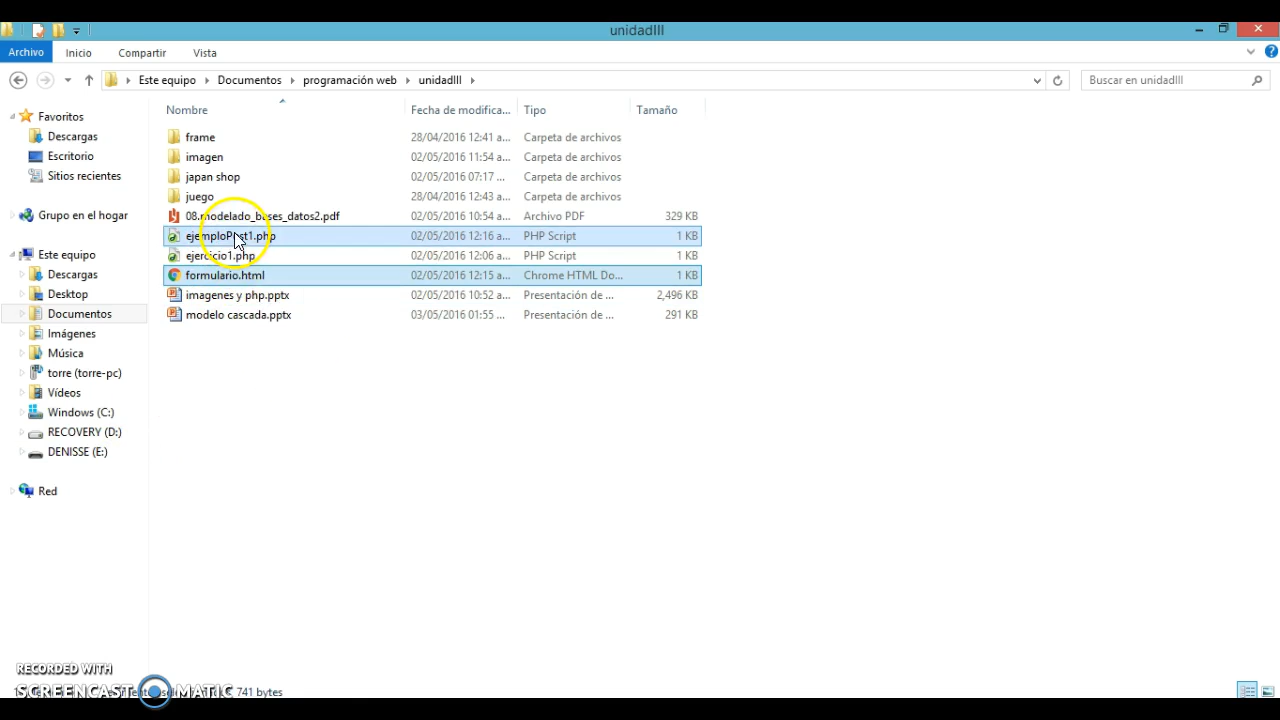 unidadIII
Archivo Inicio Compartir Vista
Este equipo Documentos programación web unidadIII Buscar en unidadIII
Nombre Fecha de modifica... Tipo Tamaño
Favoritos
Descargas
Escritorio
Sitios recientes
Grupo en el hogar
Este equipo
Descargas
Desktop
Documentos
Imágenes
Música
torre (torre-pc)
Vídeos
Windows (C:)
RECOVERY (D:)
DENISSE (E:)
Red
frame 28/04/2016 12:41 a... Carpeta de archivos
imagen 02/05/2016 11:54 a... Carpeta de archivos
japan shop 02/05/2016 07:17 ... Carpeta de archivos
juego 28/04/2016 12:43 a... Carpeta de archivos
08.modelado_bases_datos2.pdf 02/05/2016 10:54 a... Archivo PDF 329 KB
ejemploPost1.php 02/05/2016 12:16 a... PHP Script 1 KB
ejercicio1.php 02/05/2016 12:06 a... PHP Script 1 KB
formulario.html 02/05/2016 12:15 a... Chrome HTML Do... 1 KB
imagenes y php.pptx 02/05/2016 10:52 a... Presentación de ... 2,496 KB
modelo cascada.pptx 03/05/2016 01:55 ... Presentación de ... 291 KB
RECORDED WITH
SCREENCAST MATIC
741 bytes